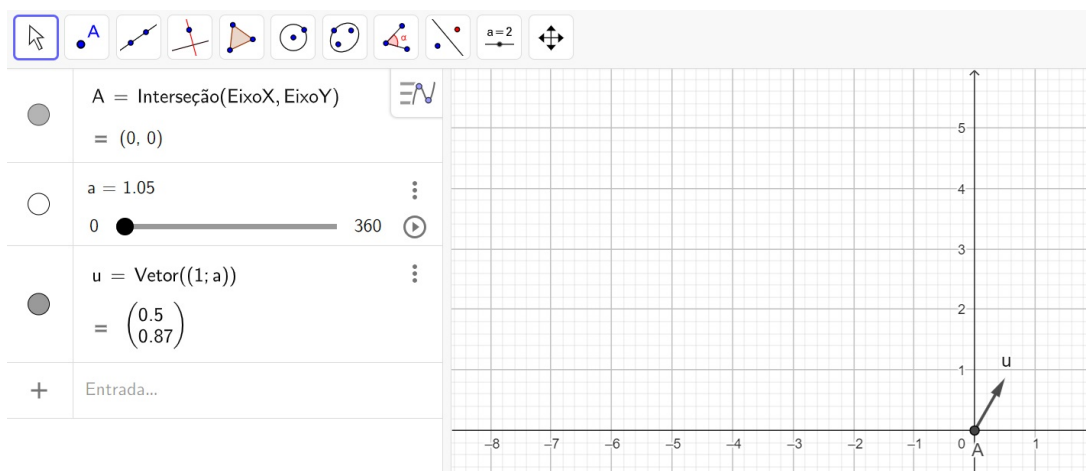 A
α
a=2
A = Interseção(EixoX, EixoY)
= (0, 0)
a = 1.05
0 360
u = Vetor((1; a))
= (0.5
0.87)
+ Entrada...
5
4
3
2
1
u
−8 −7 −6 −5 −4 −3 −2 −1 0 1
A